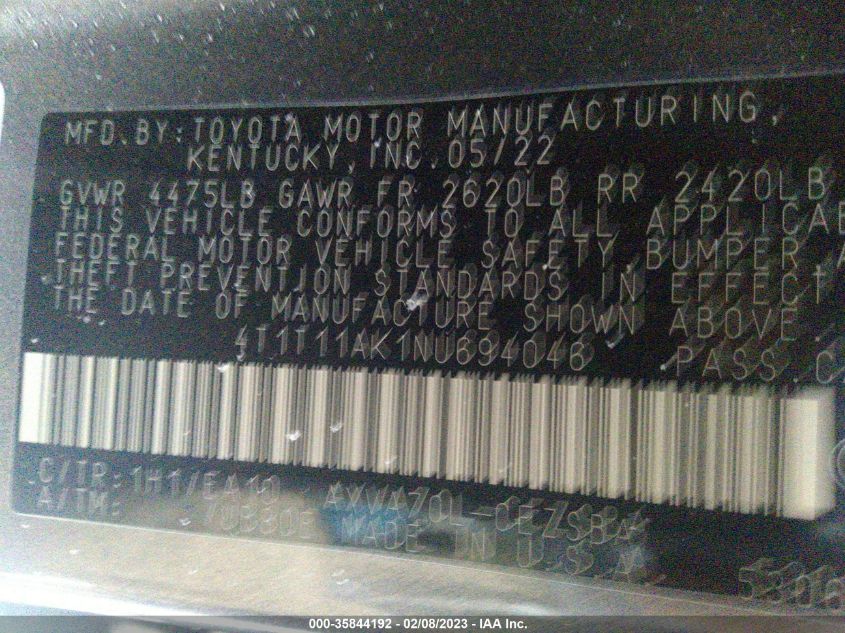 MFD.BY:TOYOTA MOTOR MANUFACTURING,
KENTUCKY,INC.05/22
GVWR 4475LB GAWR FR 2620LB RR 2420LB
THIS VEHICLE CONFORMS TO ALL APPLICAB
FEDERAL MOTOR VEHICLE SAFETY,BUMPER,A
THEFT PREVENTION STANDARDS IN EFFECT
THE DATE OF MANUFACTURE SHOWN ABOVE.
4T1T11AK1NU694046 PASS.CA
C/TR:1H1/EA10 AXVA70L-CEZSBA
A/TM: MADE IN U.S.A.
5306
000-35844192 - 02/08/2023 - IAA Inc.